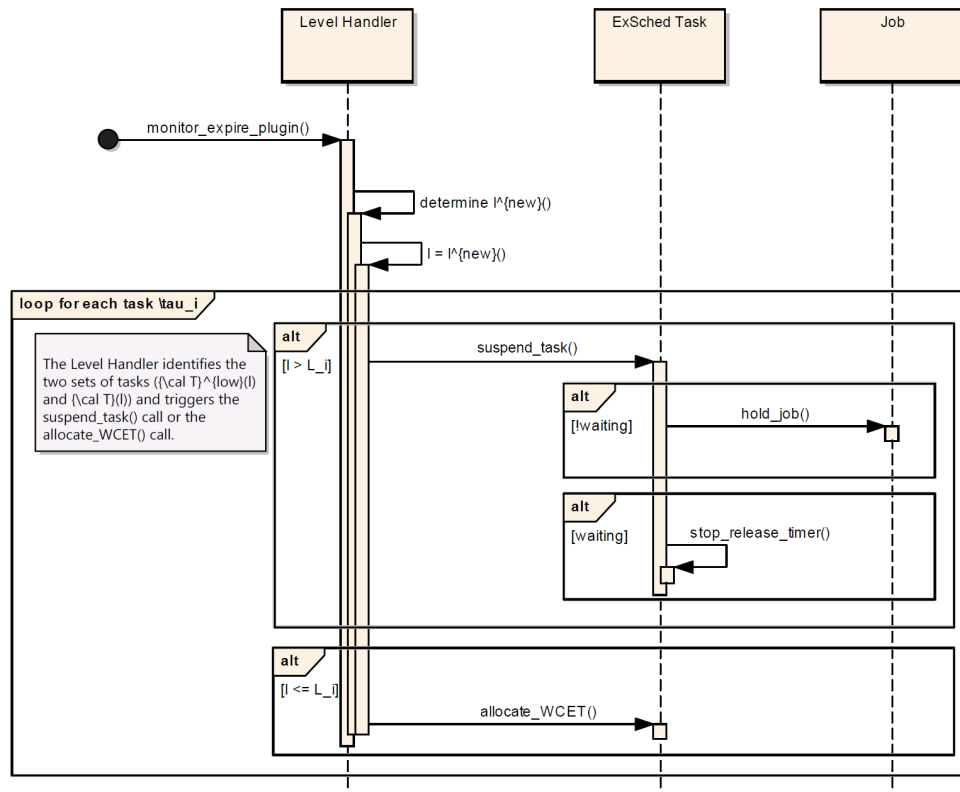 Level Handler
ExSched Task
Job
monitor_expire_plugin()
determine l^{new}()
l = l^{new}()
loop for each task \tau_i
alt
[l > L_i]
The Level Handler identifies the
two sets of tasks ({\cal T}^{low}(l)
and {\cal T}(l)) and triggers the
suspend_task() call or the
allocate_WCET() call.
suspend_task()
alt
[!waiting]
hold_job()
alt
[waiting]
stop_release_timer()
alt
[l <= L_i]
allocate_WCET()